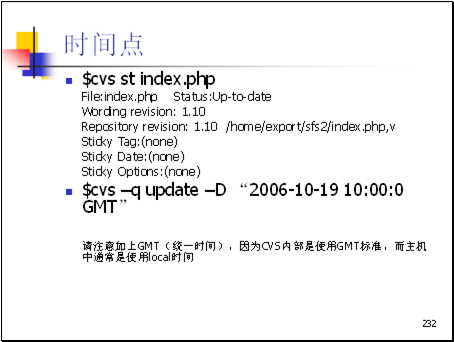 时间点
$cvs st index.php
File:index.php Status:Up-to-date
Wording revision: 1.10
Repository revision: 1.10 /home/export/sfs2/index.php,v
Sticky Tag:(none)
Sticky Date:(none)
Sticky Options:(none)
$cvs –q update –D “2006-10-19 10:00:0
GMT”
请注意加上GMT（统一时间），因为CVS内部是使用GMT标准，而主机
中通常是使用local时间
232